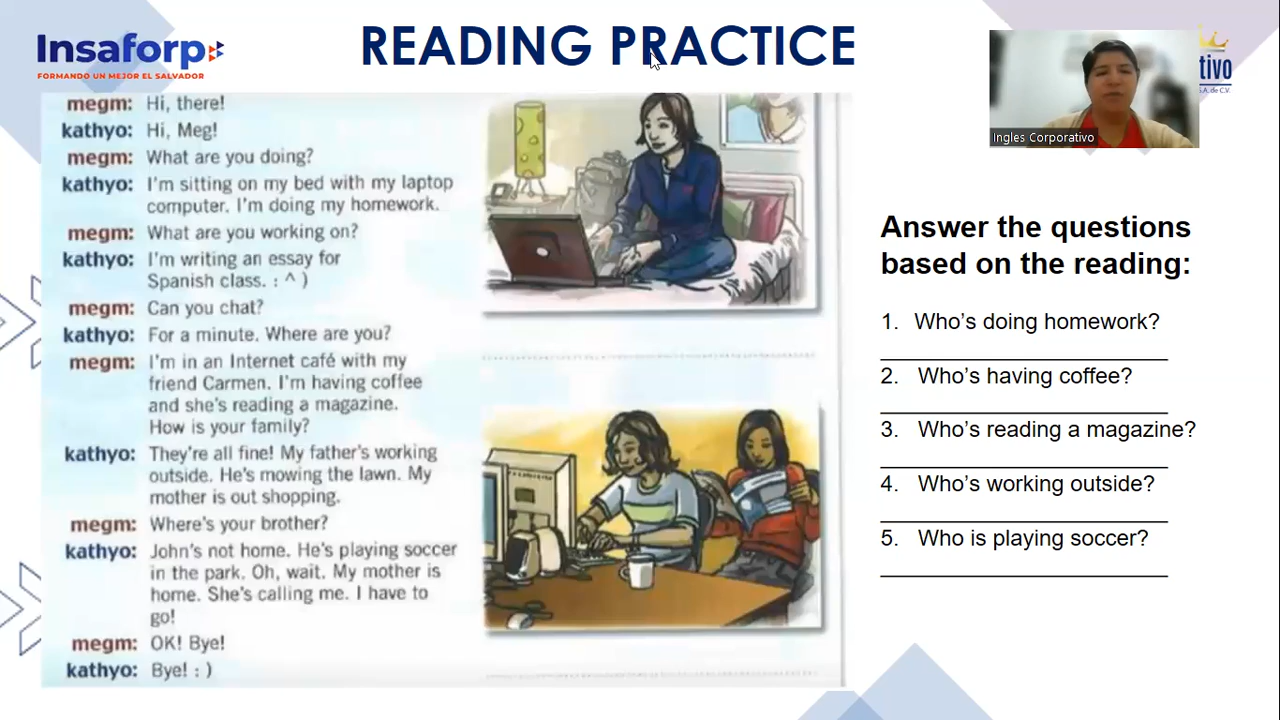 Insaforp
FORMANDO UN MEJOR EL SALVADOR
READING PRACTICE
tivo
S.A. de C.V.
Ingles Corporativo
megm: Hi, there!
kathyo: Hi, Meg!
megm: What are you doing?
kathyo: I'm sitting on my bed with my laptop
computer. I'm doing my homework.
megm: What are you working on?
kathyo: I'm writing an essay for
Spanish class. : ^ )
megm: Can you chat?
kathyo: For a minute. Where are you?
megm: I'm in an Internet café with my
friend Carmen. I'm having coffee
and she's reading a magazine.
How is your family?
kathyo: They're all fine! My father's working
outside. He's mowing the lawn. My
mother is out shopping.
megm: Where's your brother?
kathyo: John's not home. He's playing soccer
in the park. Oh, wait. My mother is
home. She's calling me. I have to
go!
megm: OK! Bye!
kathyo: Bye! : )
Answer the questions
based on the reading:
1. Who's doing homework?
2. Who's having coffee?
3. Who's reading a magazine?
4. Who's working outside?
5. Who is playing soccer?